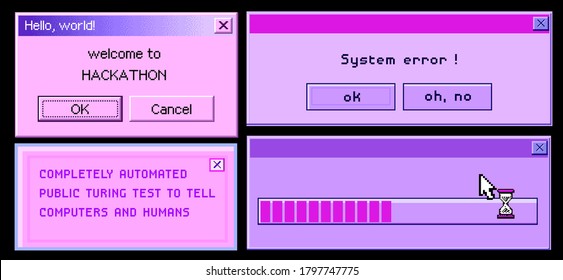 Hello, world!
welcome to
HACKATHON
OK
Cancel
System error !
oK
oh, no
COMPLETELY AUTOMATED
PUBLIC TURING TEST TO TELL
COMPUTERS AND HUMANS
www.shutterstock.com · 1797747775